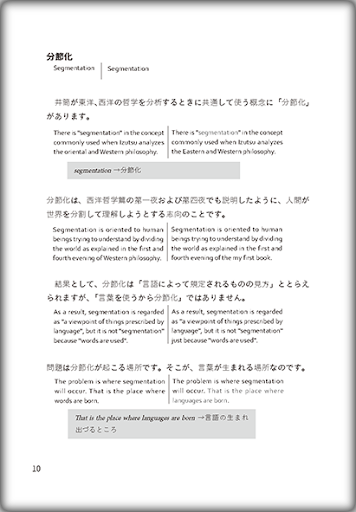 分節化
Segmentation
Segmentation
井筒が東洋、西洋の哲学を分析するときに共通して使う概念に「分節化」
があります。
There is "segmentation" in the concept
commonly used when Izutsu analyzes
the oriental and Western philosophy.
There is "segmentation" in the concept
commonly used when Izutsu analyzes
the Eastern and Western philosophy.
segmentation →分節化
分節化は、西洋哲学篇の第一夜および第四夜でも説明したように、人間が
世界を分割して理解しようとする志向のことです。
Segmentation is oriented to human
beings trying to understand by dividing
the world as explained in the first and
fourth evening of Western philosophy.
Segmentation is oriented to human
beings trying to understand by dividing
the world as explained in the first and
fourth evening of the my first book.
結果として、分節化は「言語によって規定されるものの見方」ととらえ
られますが、「言葉を使うから分節化」ではありません。
As a result, segmentation is regarded
as "a viewpoint of things prescribed by
language", but it is not "segmentation"
because "words are used".
As a result, segmentation is regarded
as "a viewpoint of things prescribed by
language", but it is not "segmentation"
just because "words are used".
問題は分節化が起こる場所です。そこが、言葉が生まれる場所なのです。
The problem is where segmentation
will occur. That is the place where
words are born.
The problem is where segmentation
will occur. That is the place where
languages are born.
That is the place where languages are born →言語の生まれ
出づるところ
10